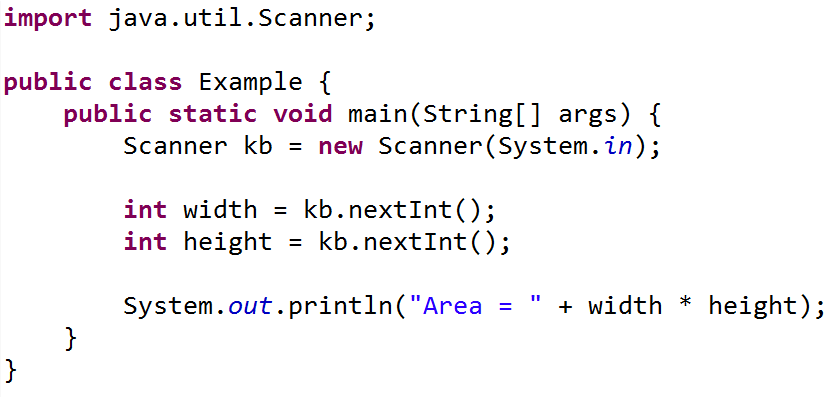 import java.util.Scanner;
public class Example {
public static void main(String[] args) {
Scanner kb = new Scanner(System.in);
int width = kb.nextInt();
int height = kb.nextInt();
System.out.println("Area = " + width * height);
}
}